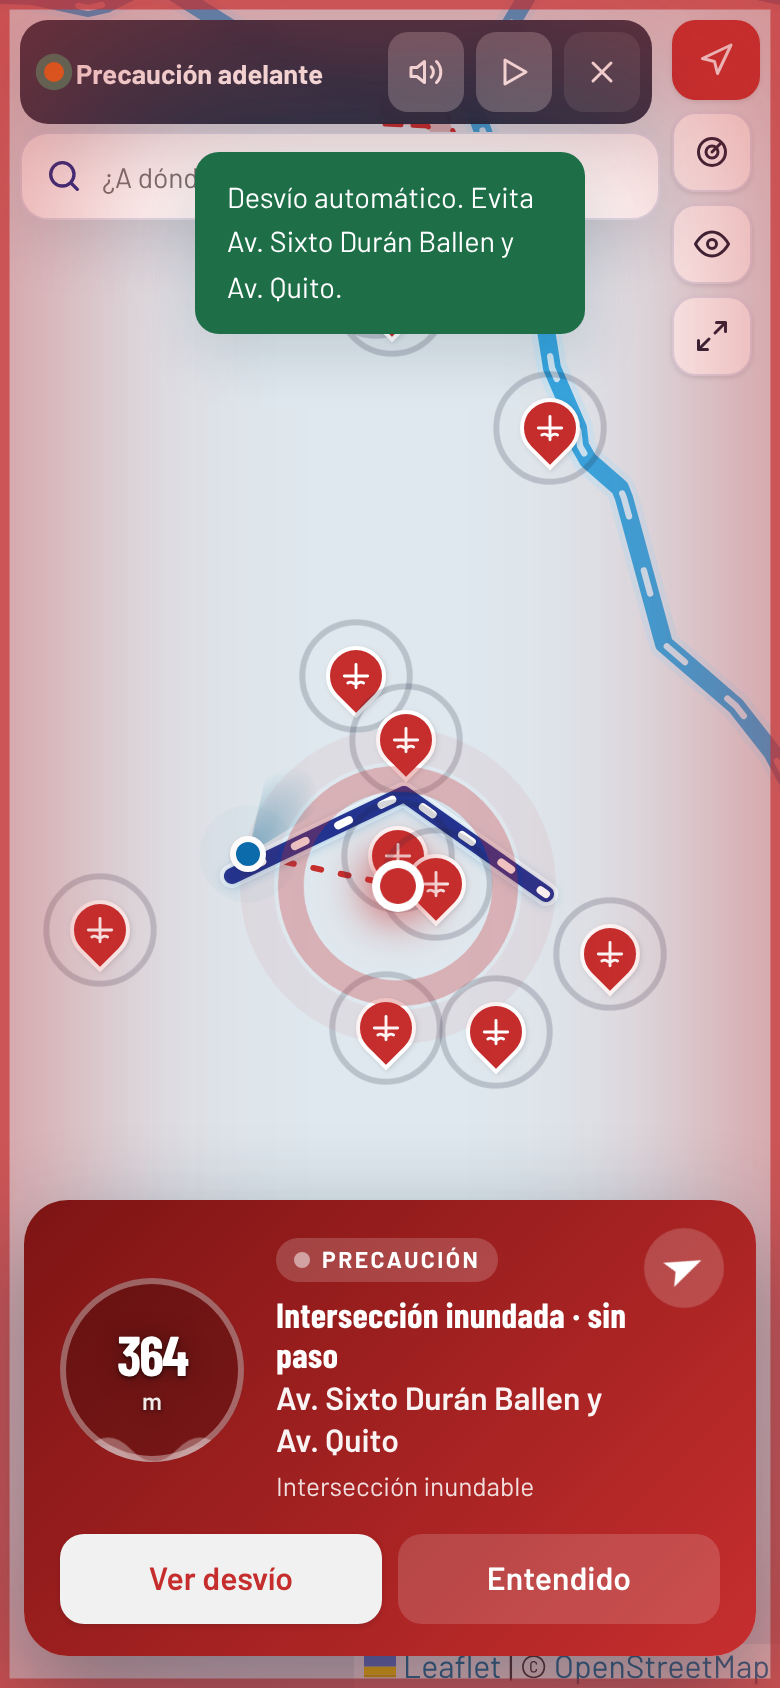 Precaución adelante
¿A dónd
Desvío automático. Evita
Av. Sixto Durán Ballen y
Av. Quito.
364
m
PRECAUCIÓN
Intersección inundada · sin
paso
Av. Sixto Durán Ballen y
Av. Quito
Intersección inundable
Ver desvío
Entendido
Leaflet | © OpenStreetMap